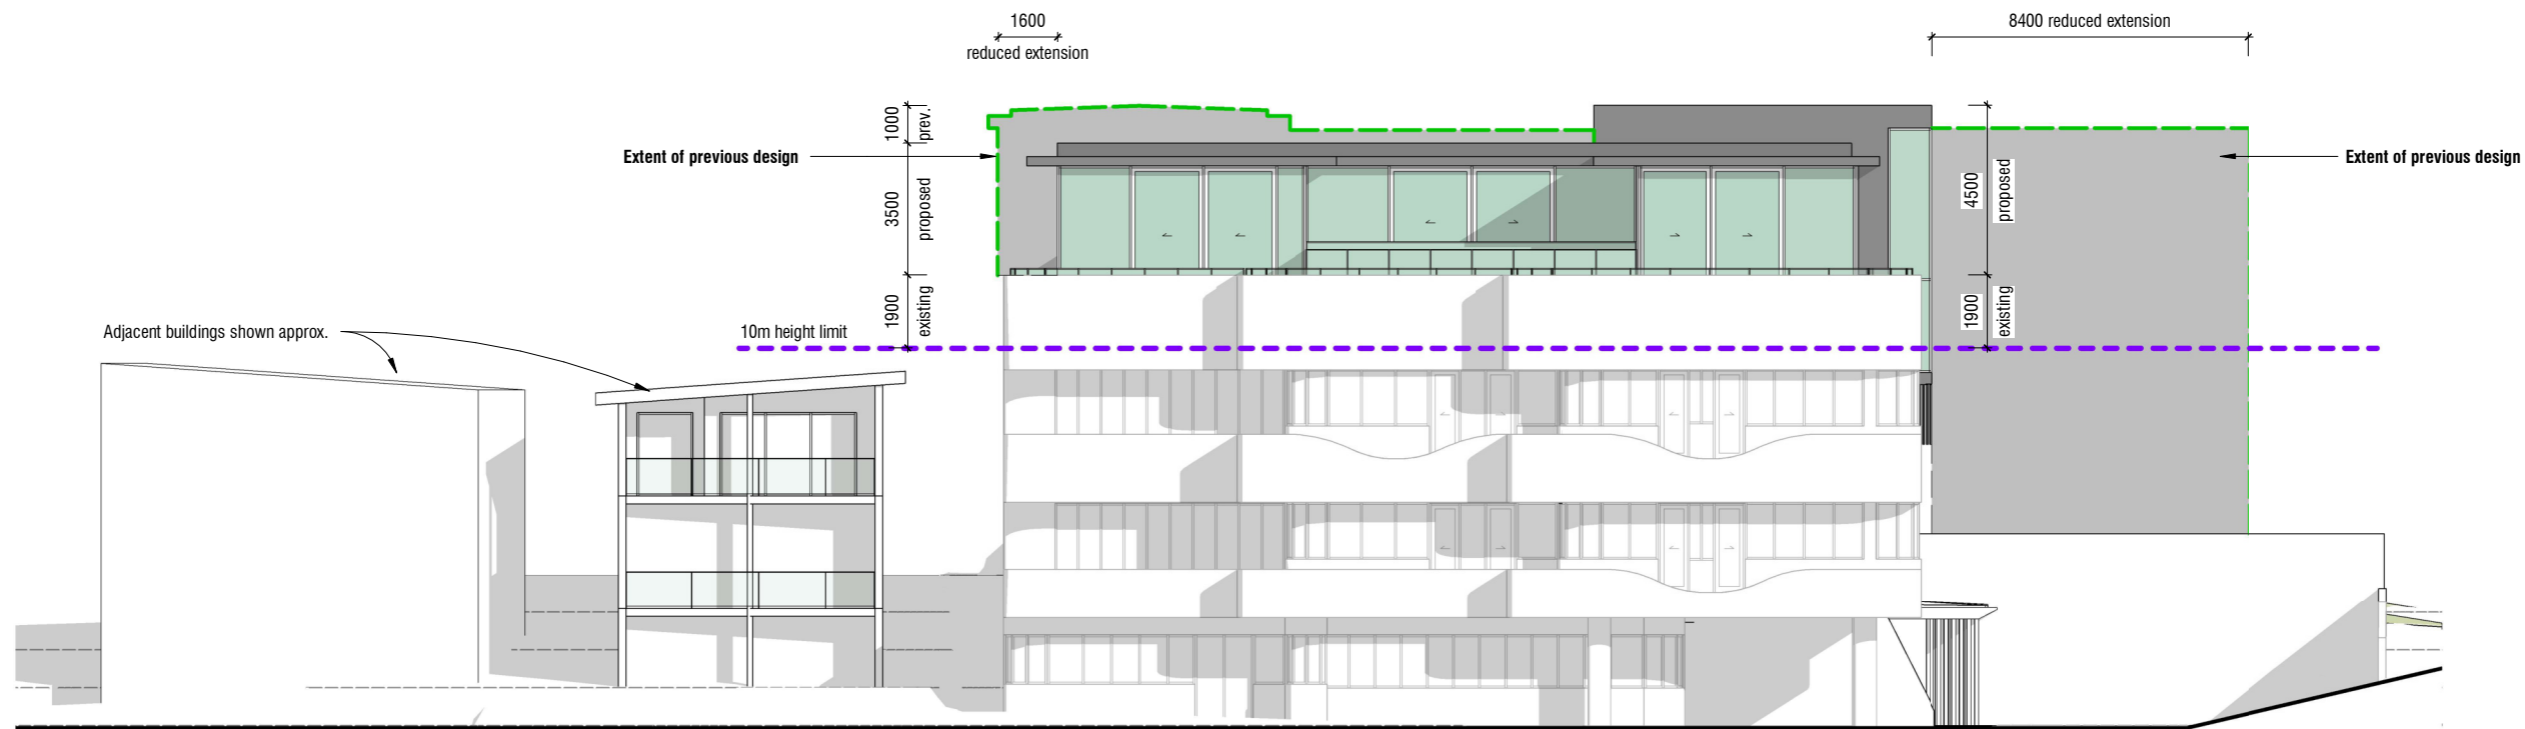 1600
reduced extension
8400 reduced extension
1000
prev.
Extent of previous design
3500
proposed
4500
proposed
Extent of previous design
1900
existing
1900
existing
Adjacent buildings shown approx.
10m height limit